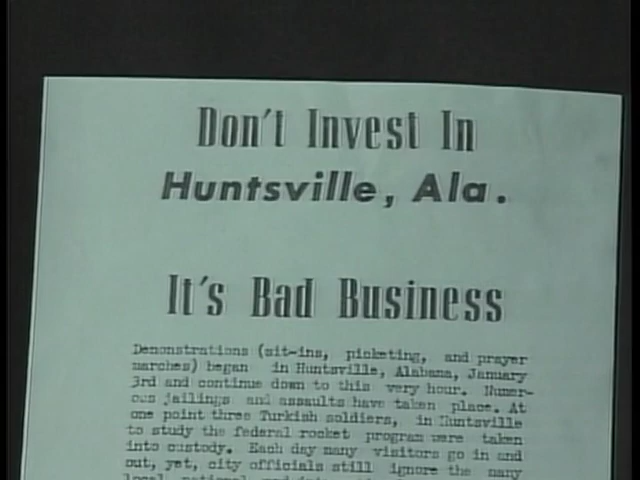 Don't Invest In
Huntsville, Ala.
It's Bad Business
Demonstrations (sit-ins, picketing, and prayer
marches) began in Huntsville, Alabama, January
3rd and continue down to this very hour. Numer-
ous jailings and assaults have taken place. At
one point three Turkish soldiers, in Huntsville
to study the federal rocket program were taken
into custody. Each day many visitors go in and
out, yet, city officials still ignore the many
local, national, and